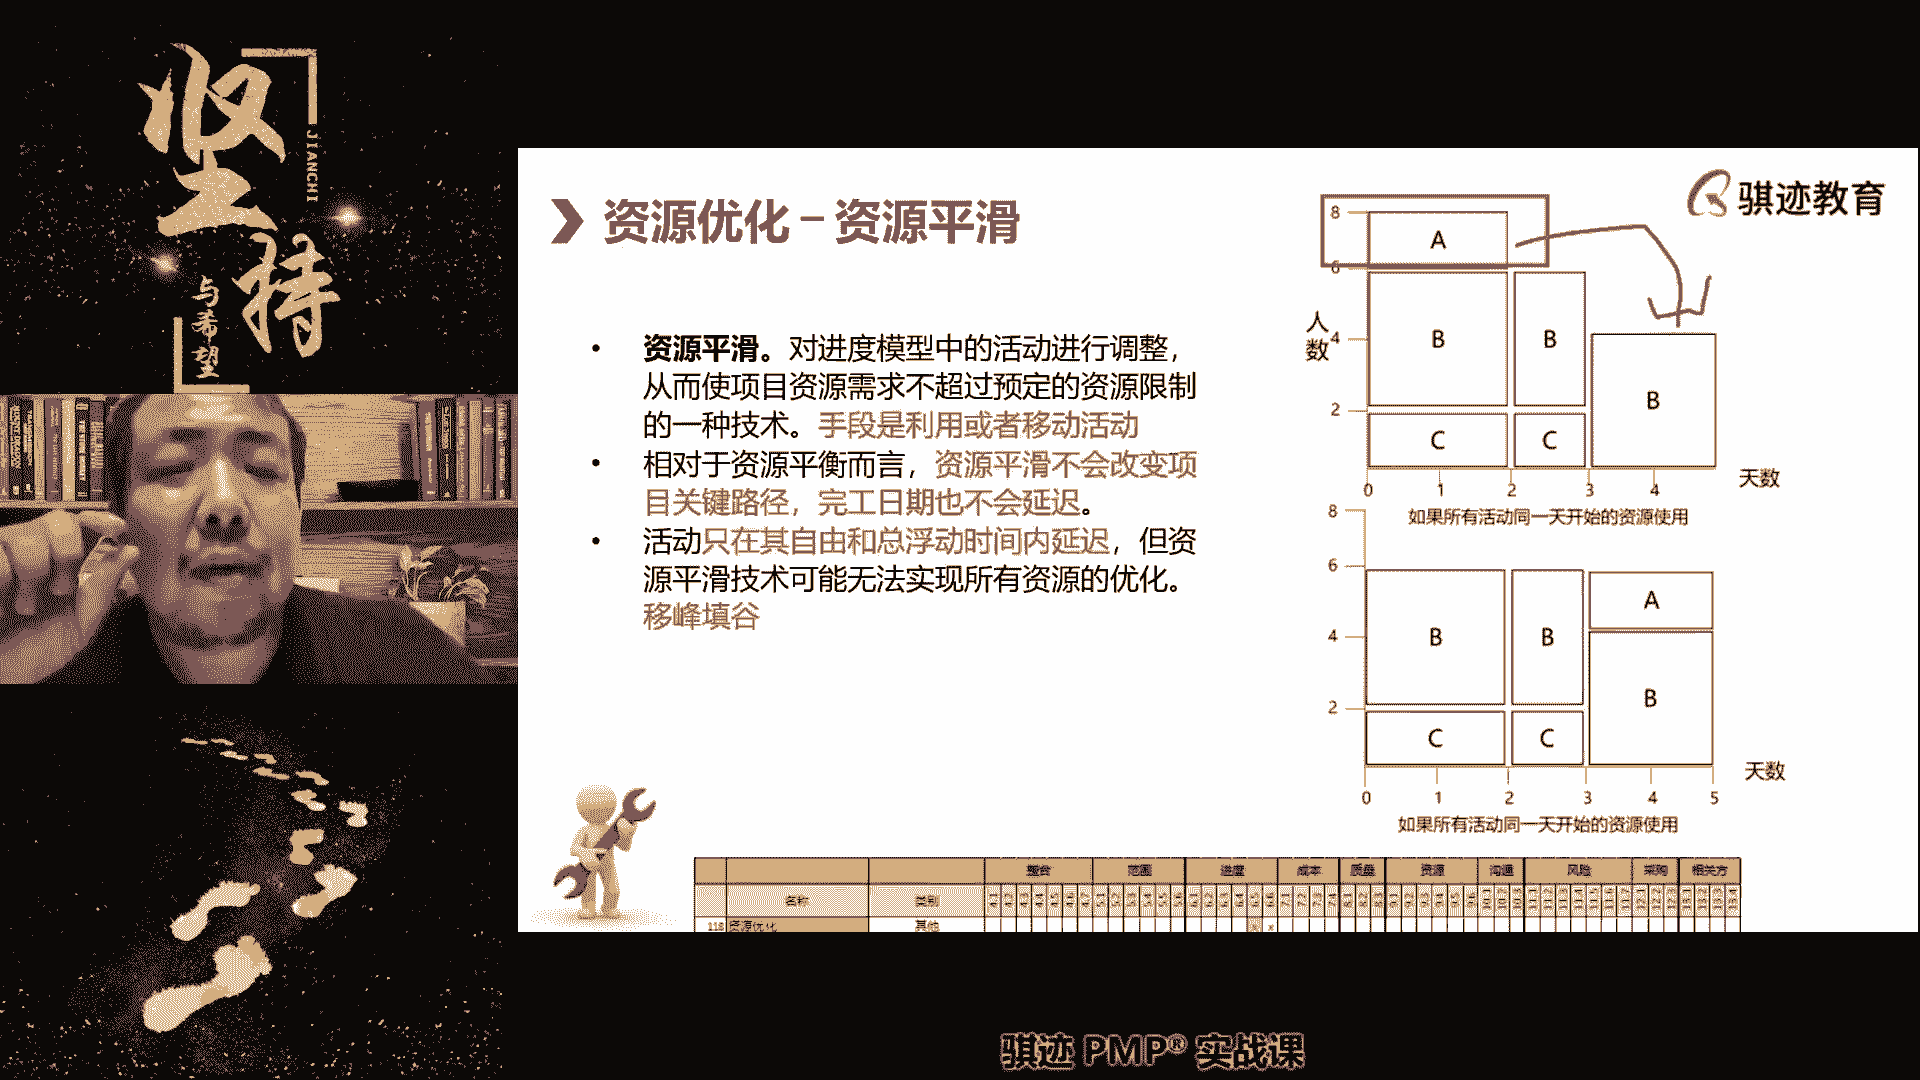 坚持
JIANCHI
与希望
资源优化－资源平滑
骐迹教育
• 资源平滑。对进度模型中的活动进行调整，
从而使项目资源需求不超过预定的资源限制
的一种技术。手段是利用或者移动活动
• 相对于资源平衡而言，资源平滑不会改变项
目关键路径，完工日期也不会延迟。
• 活动只在其自由和总浮动时间内延迟，但资
源平滑技术可能无法实现所有资源的优化。
移峰填谷
8
A
6
人数
4
B B
B
2
C C
0 1 2 3 4
天数
如果所有活动同一天开始的资源使用
8
6
A
4
B B
B
2
C C
天数
0 1 2 3 4 5
如果所有活动同一天开始的资源使用
整合 范围 进度 成本 质量 资源 沟通 风险 采购 相关方
名称 类别
118 资源优化 其他
骐迹 PMP® 实战课